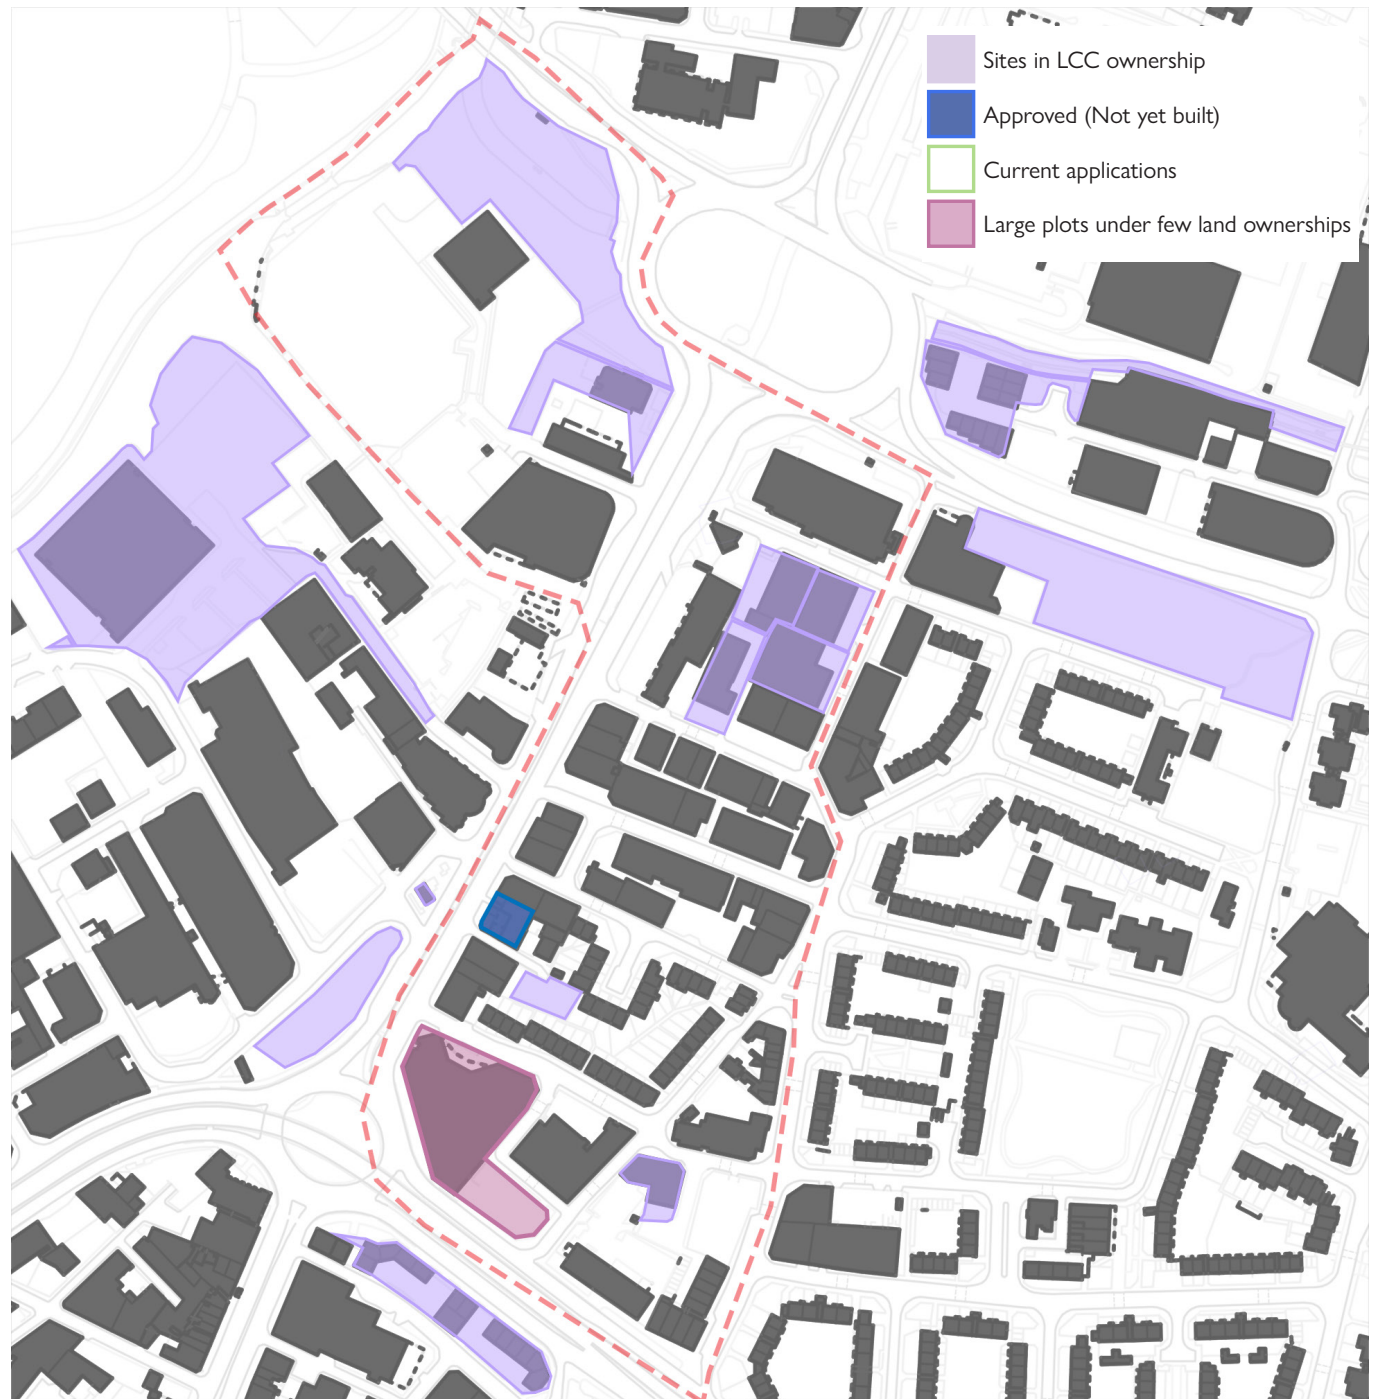 Sites in LCC ownership
Approved (Not yet built)
Current applications
Large plots under few land ownerships